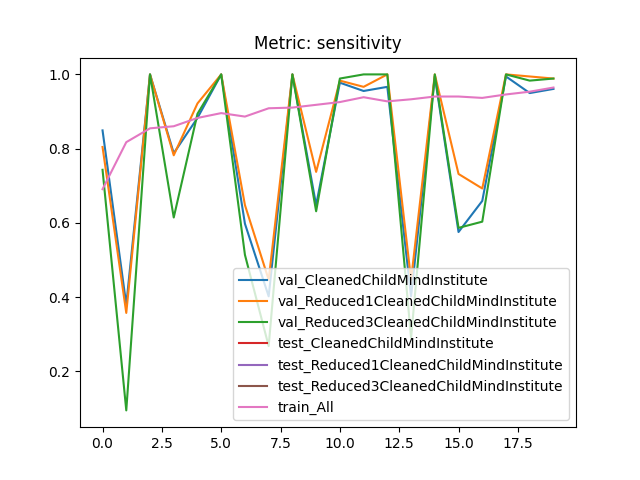 Metric: sensitivity
1.0
0.8
0.6
0.4
0.2
0.0
2.5
5.0
7.5
10.0
12.5
15.0
17.5
val_CleanedChildMindInstitute
val_Reduced1CleanedChildMindInstitute
val_Reduced3CleanedChildMindInstitute
test_CleanedChildMindInstitute
test_Reduced1CleanedChildMindInstitute
test_Reduced3CleanedChildMindInstitute
train_All